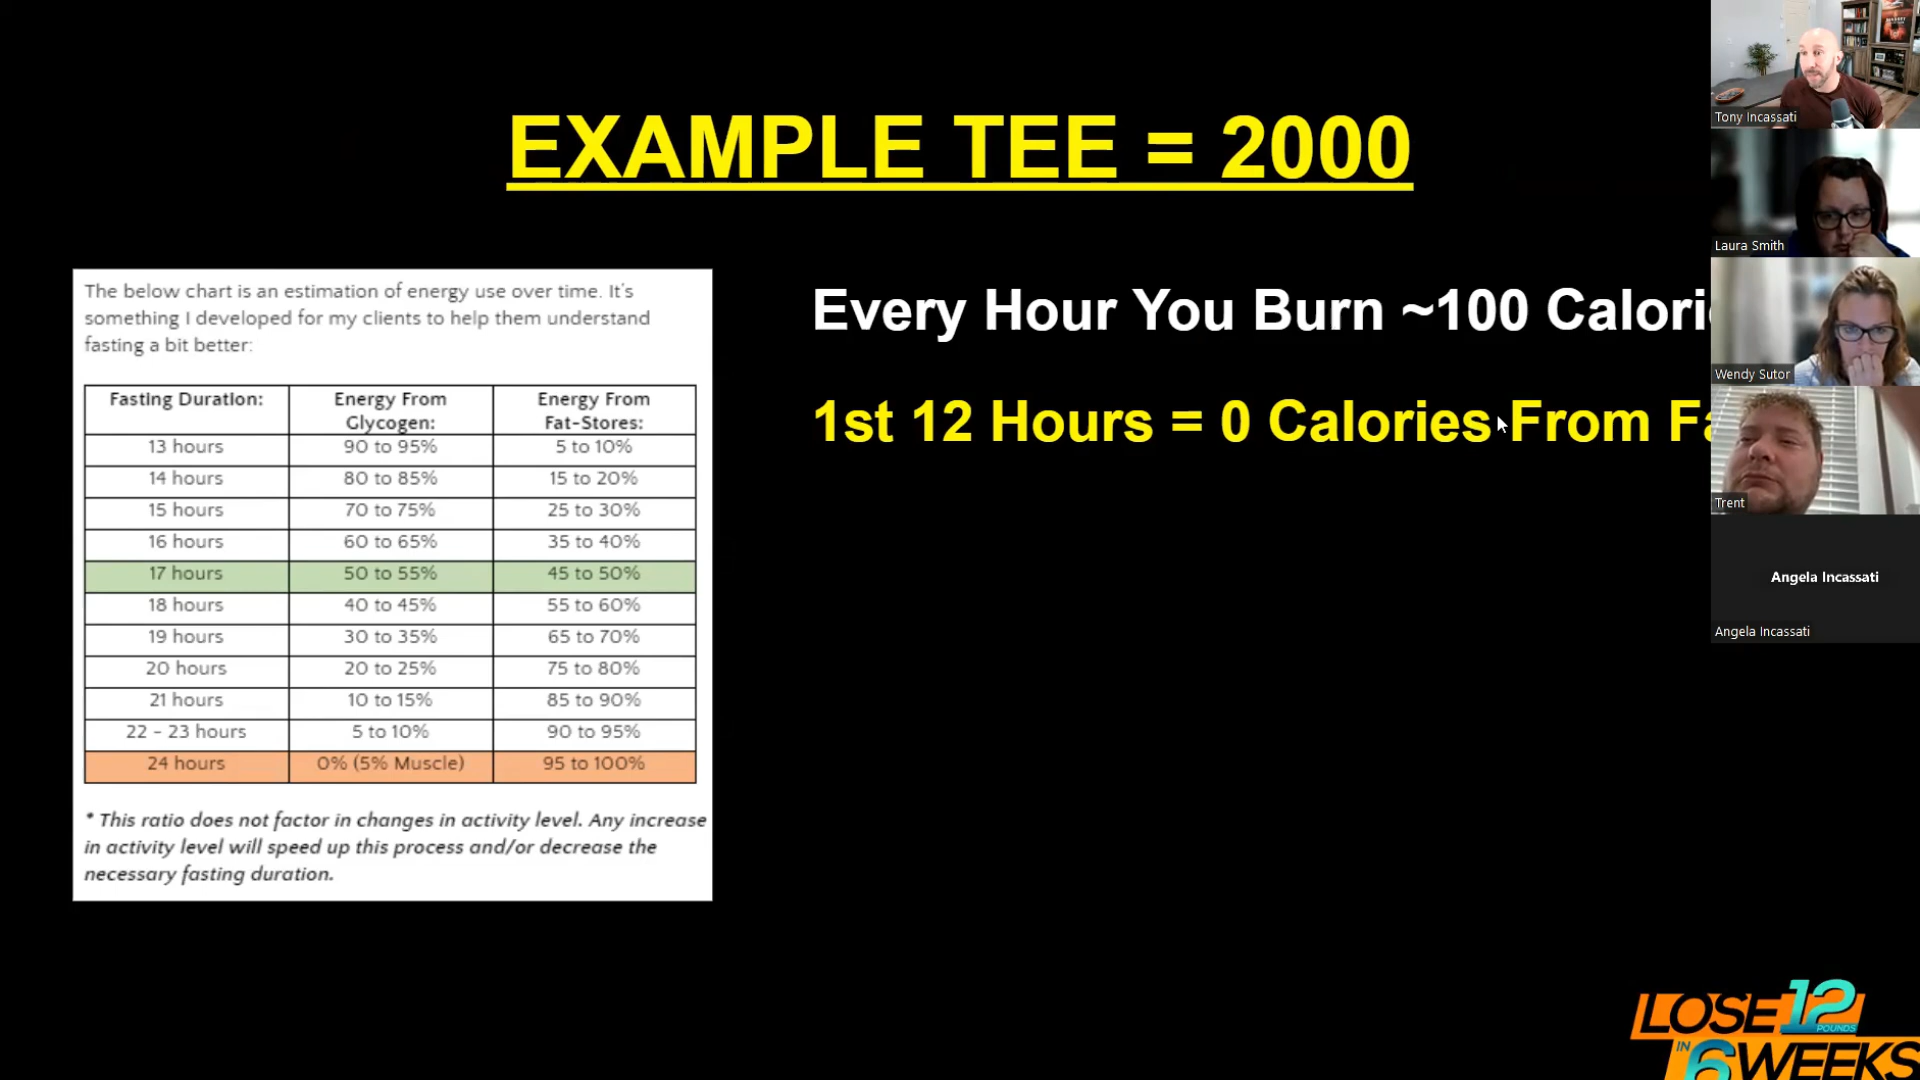 EXAMPLE TEE = 2000
The below chart is an estimation of energy use over time. It's
something I developed for my clients to help them understand
fasting a bit better:
Fasting Duration: Energy From Glycogen: Energy From Fat-Stores:
13 hours 90 to 95% 5 to 10%
14 hours 80 to 85% 15 to 20%
15 hours 70 to 75% 25 to 30%
16 hours 60 to 65% 35 to 40%
17 hours 50 to 55% 45 to 50%
18 hours 40 to 45% 55 to 60%
19 hours 30 to 35% 65 to 70%
20 hours 20 to 25% 75 to 80%
21 hours 10 to 15% 85 to 90%
22 - 23 hours 5 to 10% 90 to 95%
24 hours 0% (5% Muscle) 95 to 100%
* This ratio does not factor in changes in activity level. Any increase
in activity level will speed up this process and/or decrease the
necessary fasting duration.
Every Hour You Burn ~100 Calori
1st 12 Hours = 0 Calories From Fa
Tony Incassati
Laura Smith
Wendy Sutor
Trent
Angela Incassati
Angela Incassati
LOSE 12
POUNDS
IN 6 WEEKS